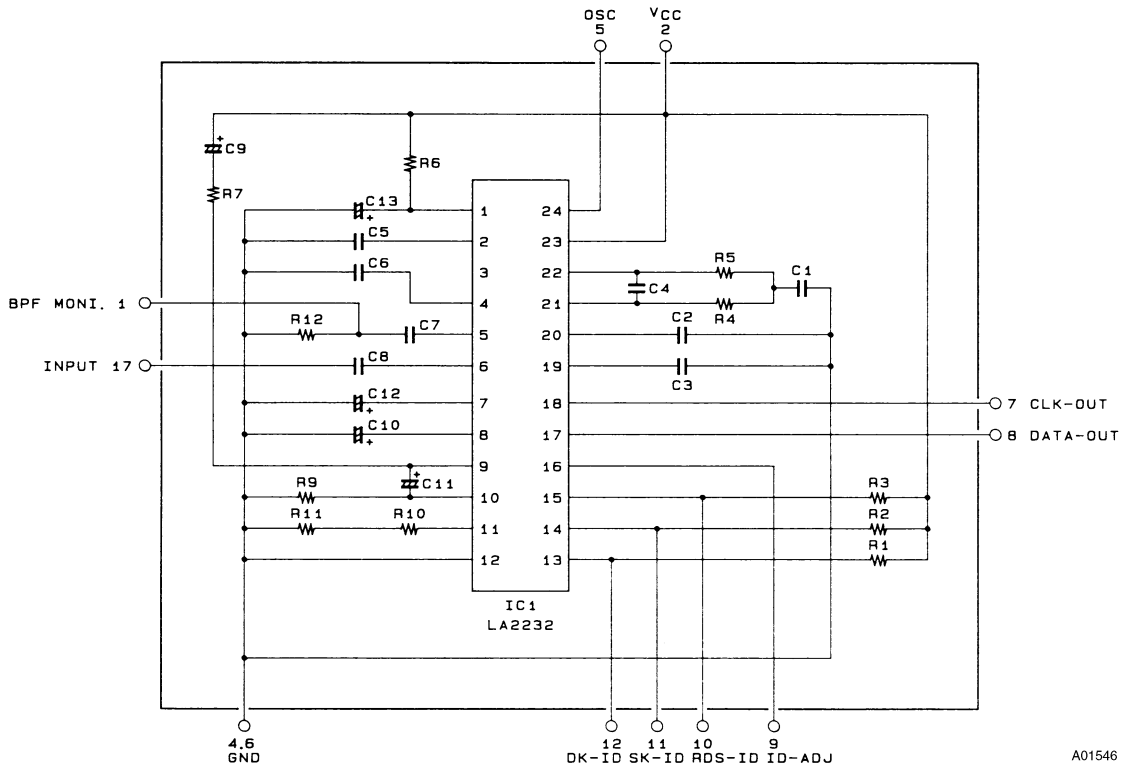 OSC
5
VCC
2
C9
R6
R7
C13
1
24
C5
2
23
C6
3
22
R5
C1
C4
BPF MONI. 1
4
21
R4
R12
C7
5
20
C2
INPUT 17
C8
6
19
C3
C12
7
18
7 CLK-OUT
C10
8
17
8 DATA-OUT
9
16
C11
R9
10
15
R3
R11
R10
11
14
R2
12
13
R1
IC1
LA2232
4.6
GND
12
DK-ID
11
SK-ID
10
RDS-ID
9
ID-ADJ
A01546